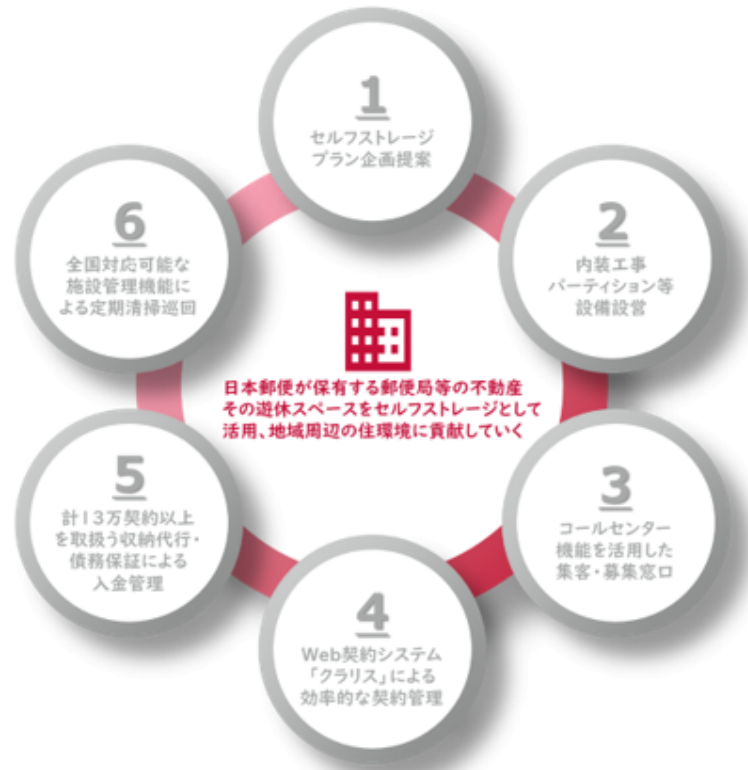 1
セルフストレージ
プラン企画提案
2
内装工事
パーティション等
設備設営
3
コールセンター
機能を活用した
集客・募集窓口
4
Web契約システム
「クラリス」による
効率的な契約管理
5
計13万契約以上
を取扱う収納代行・
債務保証による
入金管理
6
全国対応可能な
施設管理機能に
よる定期清掃巡回
日本郵便が保有する郵便局等の不動産
その遊休スペースをセルフストレージとして
活用、地域周辺の住環境に貢献していく